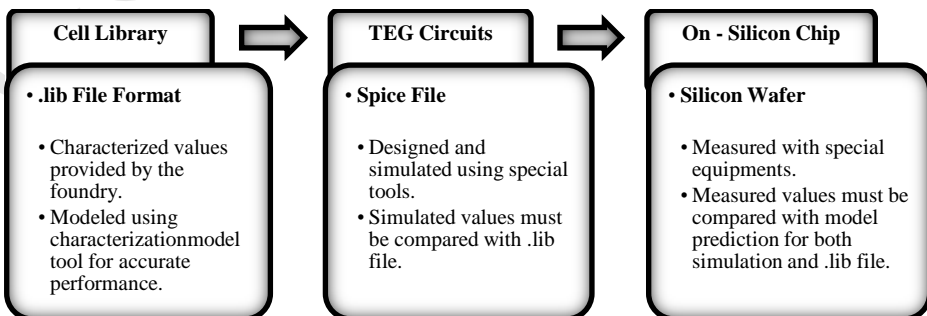 Cell Library
• .lib File Format
• Characterized values
provided by the
foundry.
• Modeled using
characterizationmodel
tool for accurate
performance.
TEG Circuits
• Spice File
• Designed and
simulated using special
tools.
• Simulated values must
be compared with .lib
file.
On - Silicon Chip
• Silicon Wafer
• Measured with special
equipments.
• Measured values must be
compared with model
prediction for both
simulation and .lib file.